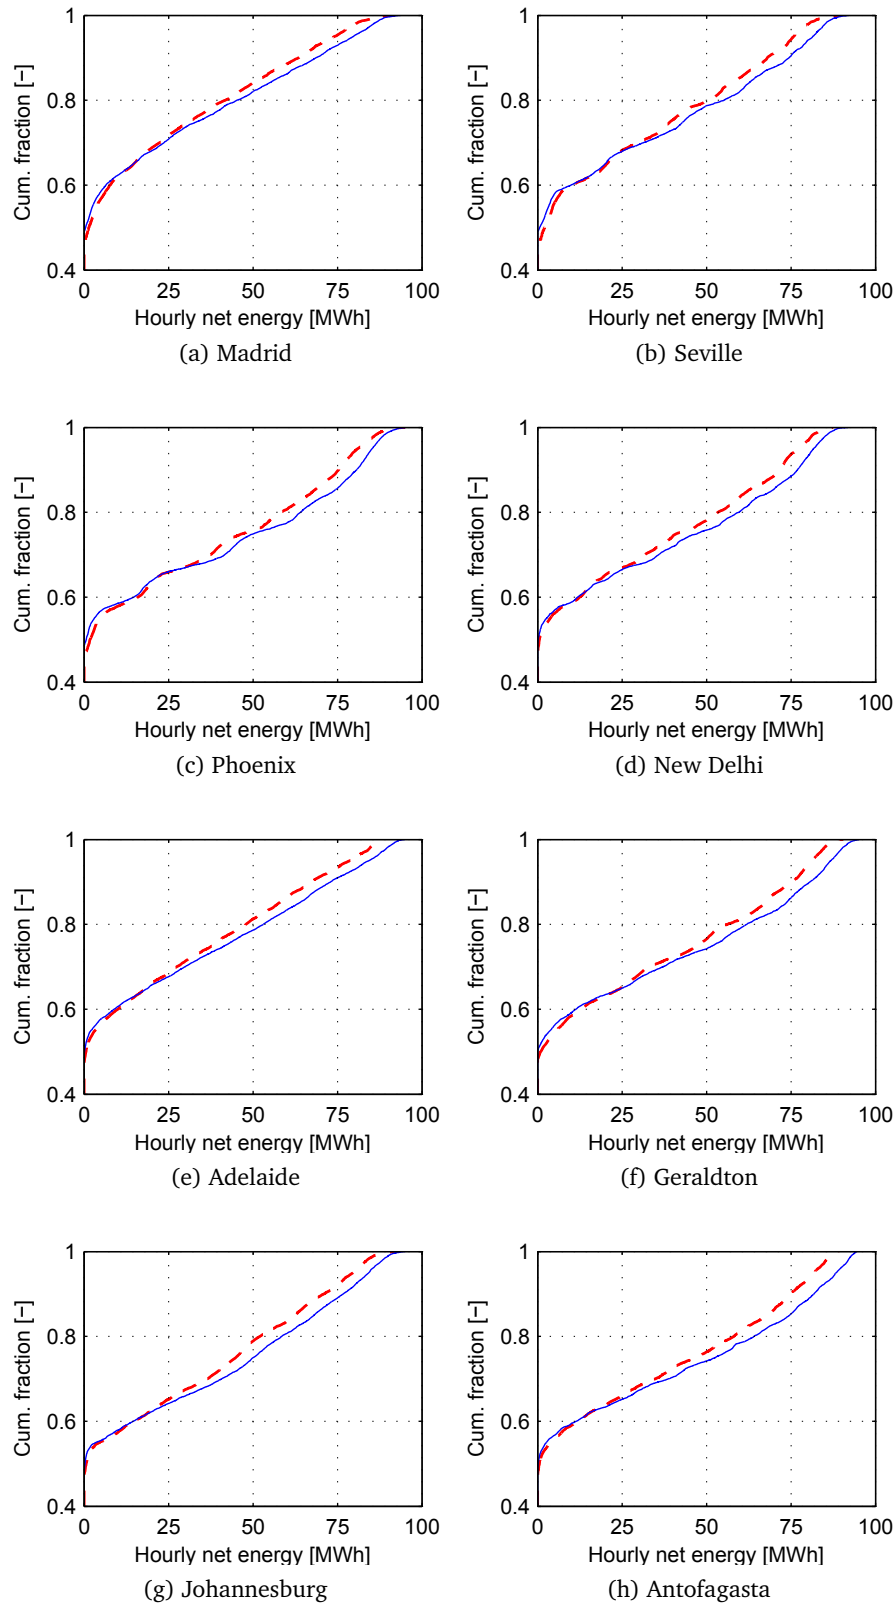 1
0.8
0.6
0.4
Cum. fraction [−]
0 25 50 75 100
Hourly net energy [MWh]
(a) Madrid
1
0.8
0.6
0.4
Cum. fraction [−]
0 25 50 75 100
Hourly net energy [MWh]
(b) Seville
1
0.8
0.6
0.4
Cum. fraction [−]
0 25 50 75 100
Hourly net energy [MWh]
(c) Phoenix
1
0.8
0.6
0.4
Cum. fraction [−]
0 25 50 75 100
Hourly net energy [MWh]
(d) New Delhi
1
0.8
0.6
0.4
Cum. fraction [−]
0 25 50 75 100
Hourly net energy [MWh]
(e) Adelaide
1
0.8
0.6
0.4
Cum. fraction [−]
0 25 50 75 100
Hourly net energy [MWh]
(f) Geraldton
1
0.8
0.6
0.4
Cum. fraction [−]
0 25 50 75 100
Hourly net energy [MWh]
(g) Johannesburg
1
0.8
0.6
0.4
Cum. fraction [−]
0 25 50 75 100
Hourly net energy [MWh]
(h) Antofagasta